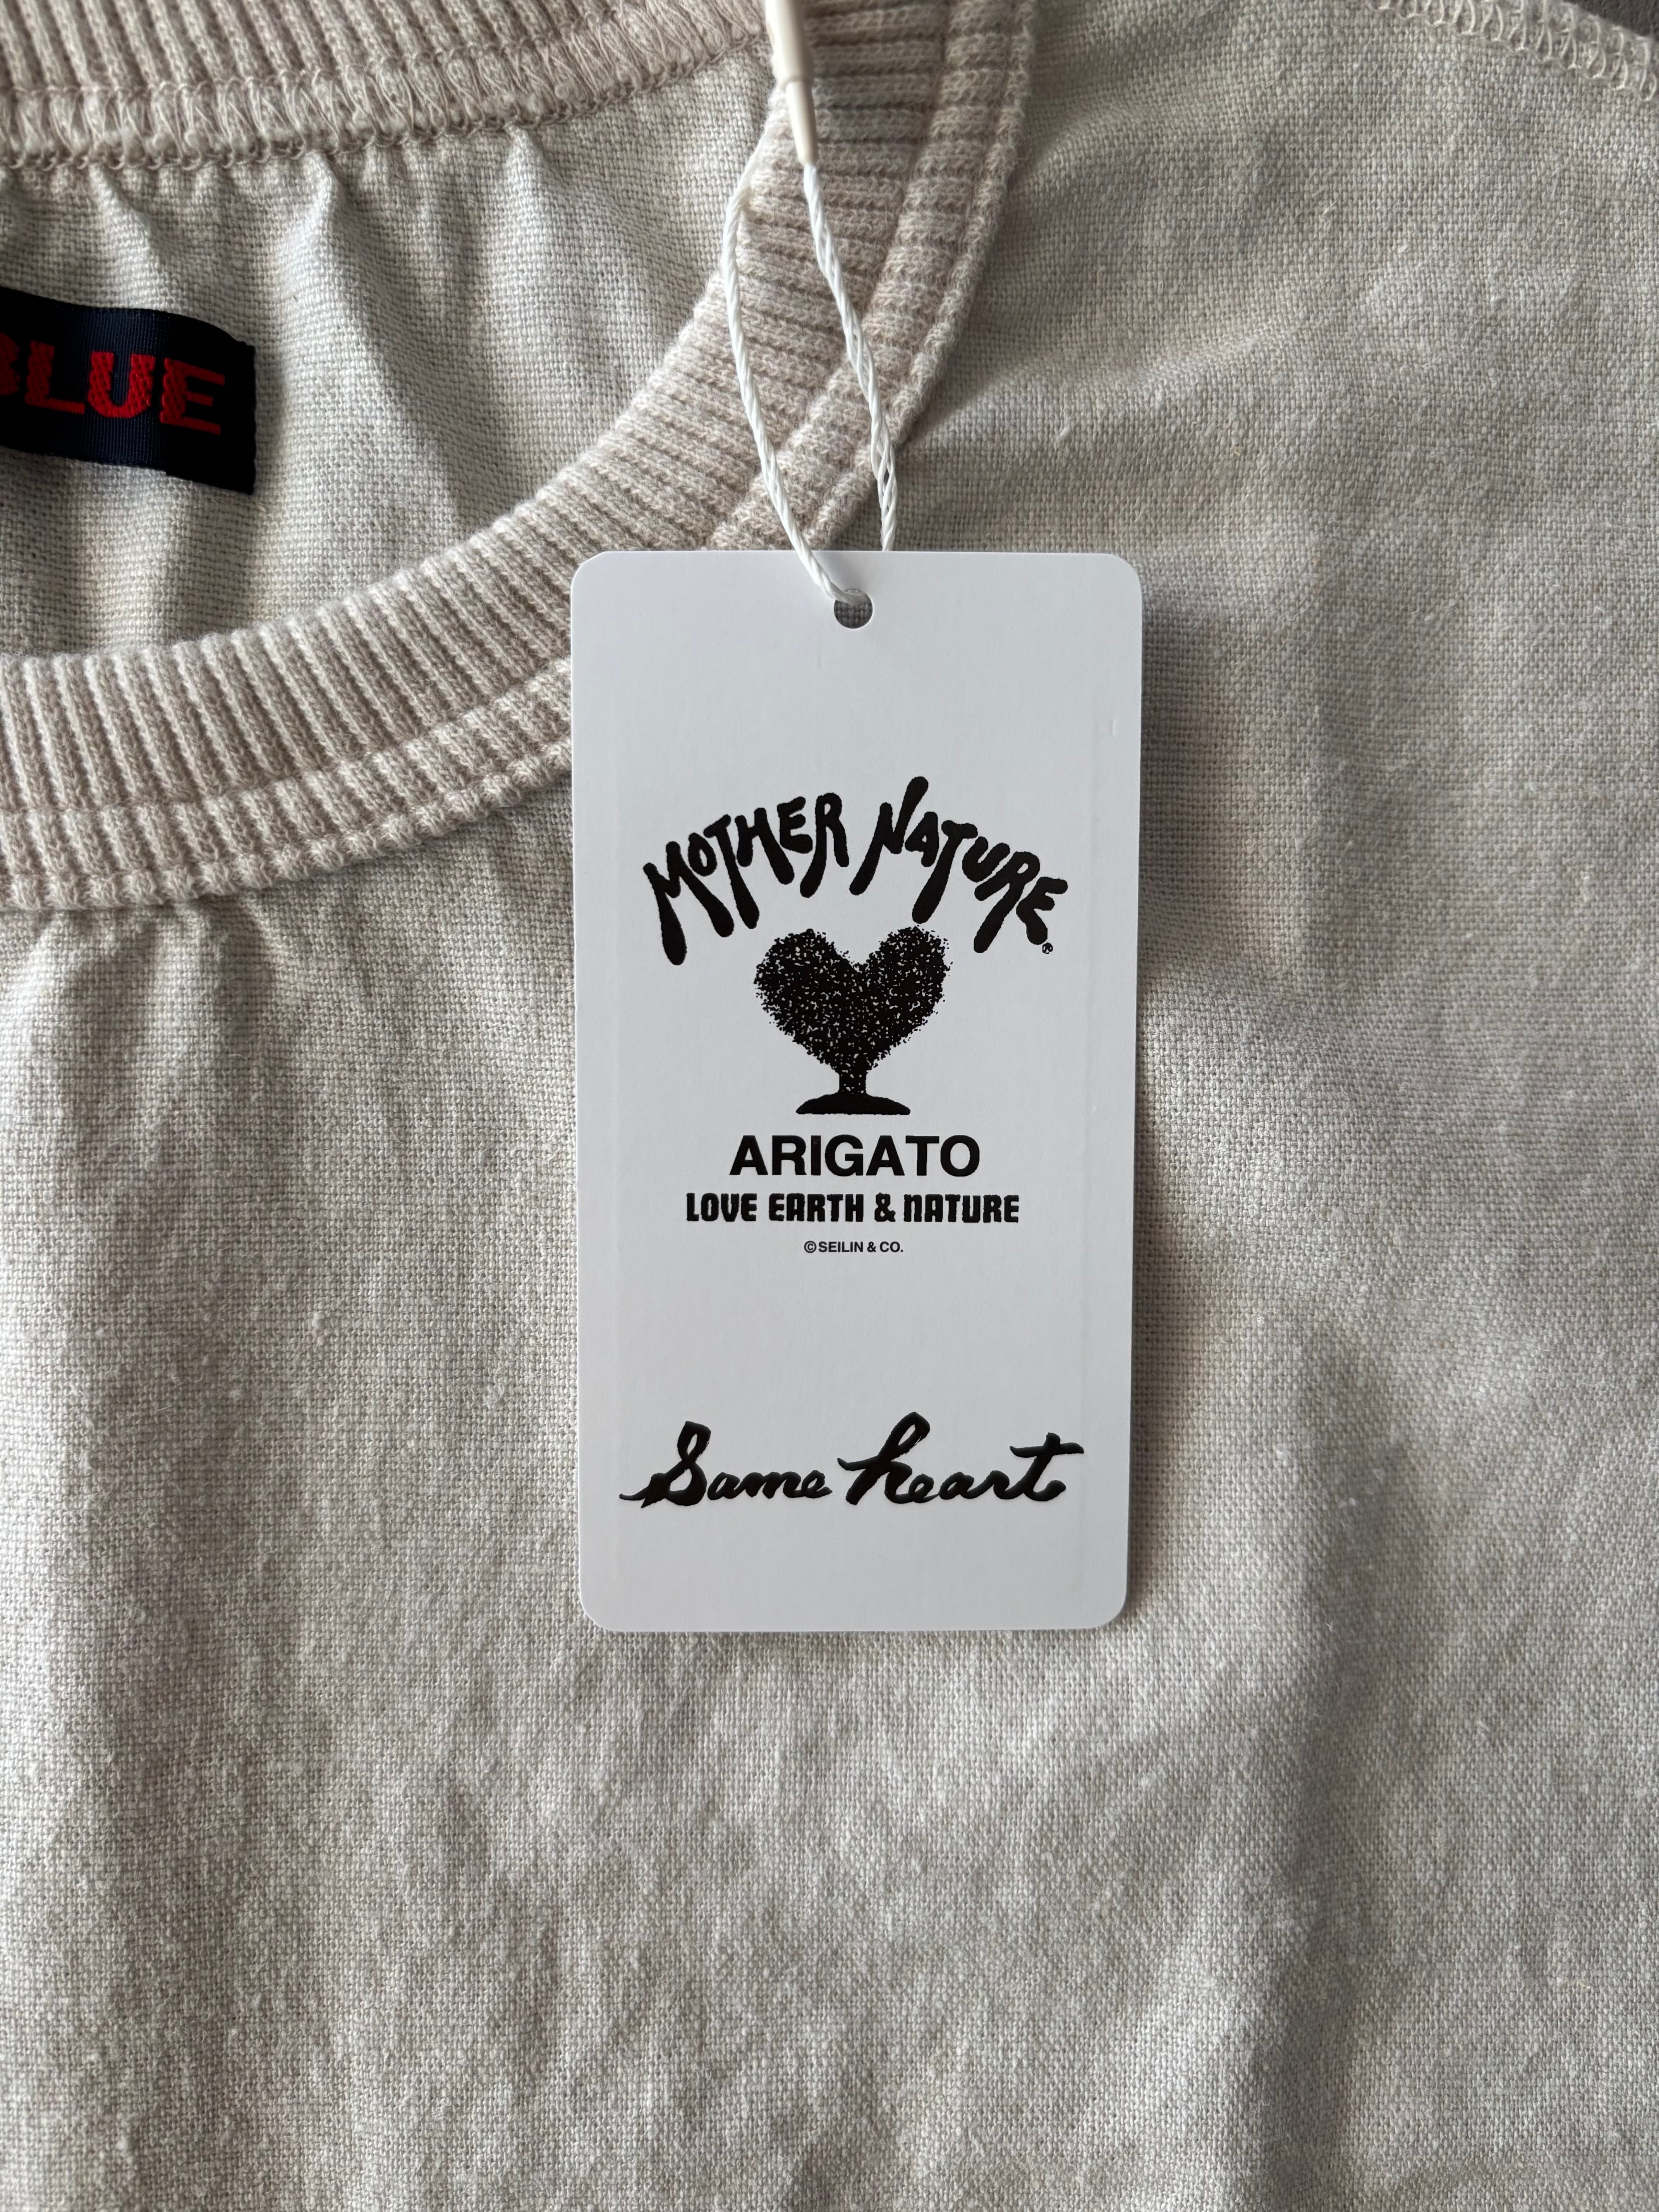 BLUE
MOTHER NATURE®
ARIGATO
LOVE EARTH & NATURE
©SEILIN & CO.
Same heart